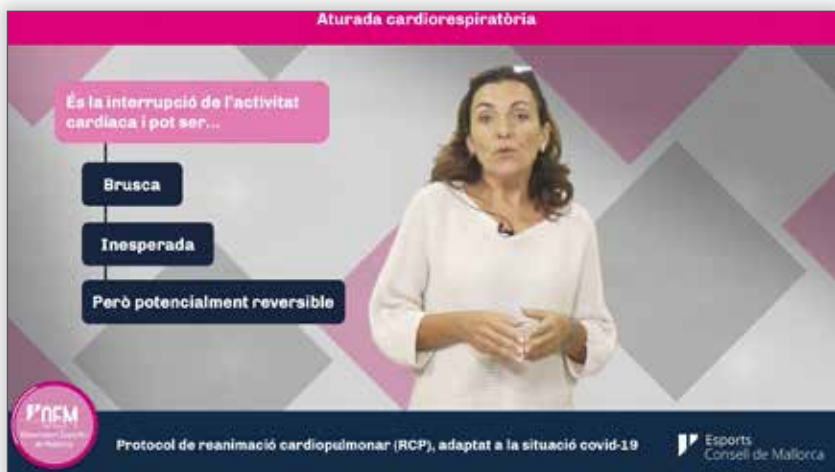 Aturada cardiorespiratòria
És la interrupció de l'activitat
cardíaca i pot ser...
Brusca
Inesperada
Però potencialment reversible
Protocol de reanimació cardiopulmonar (RCP), adaptat a la situació covid-19
Esports
Consell de Mallorca